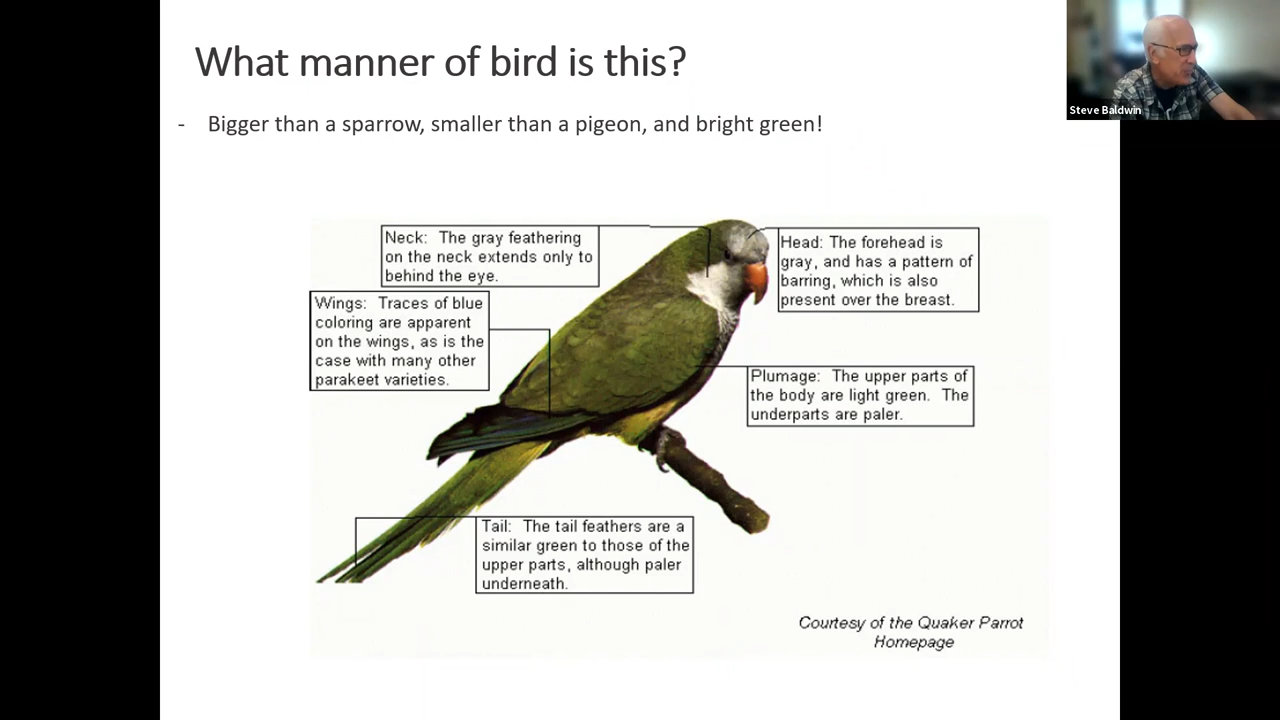 What manner of bird is this?
Steve Baldwin
- Bigger than a sparrow, smaller than a pigeon, and bright green!
Neck: The gray feathering
on the neck extends only to
behind the eye.
Head: The forehead is
gray, and has a pattern of
barring, which is also
present over the breast.
Wings: Traces of blue
coloring are apparent
on the wings, as is the
case with many other
parakeet varieties.
Plumage: The upper parts of
the body are light green. The
underparts are paler.
Tail: The tail feathers are a
similar green to those of the
upper parts, although paler
underneath.
Courtesy of the Quaker Parrot
Homepage